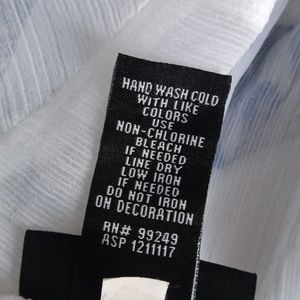 HAND WASH COLD
WITH LIKE
COLORS
USE
NON-CHLORINE
BLEACH
IF NEEDED
LINE DRY
LOW IRON
IF NEEDED
DO NOT IRON
ON DECORATION
RN# 99249
ASP 1211117